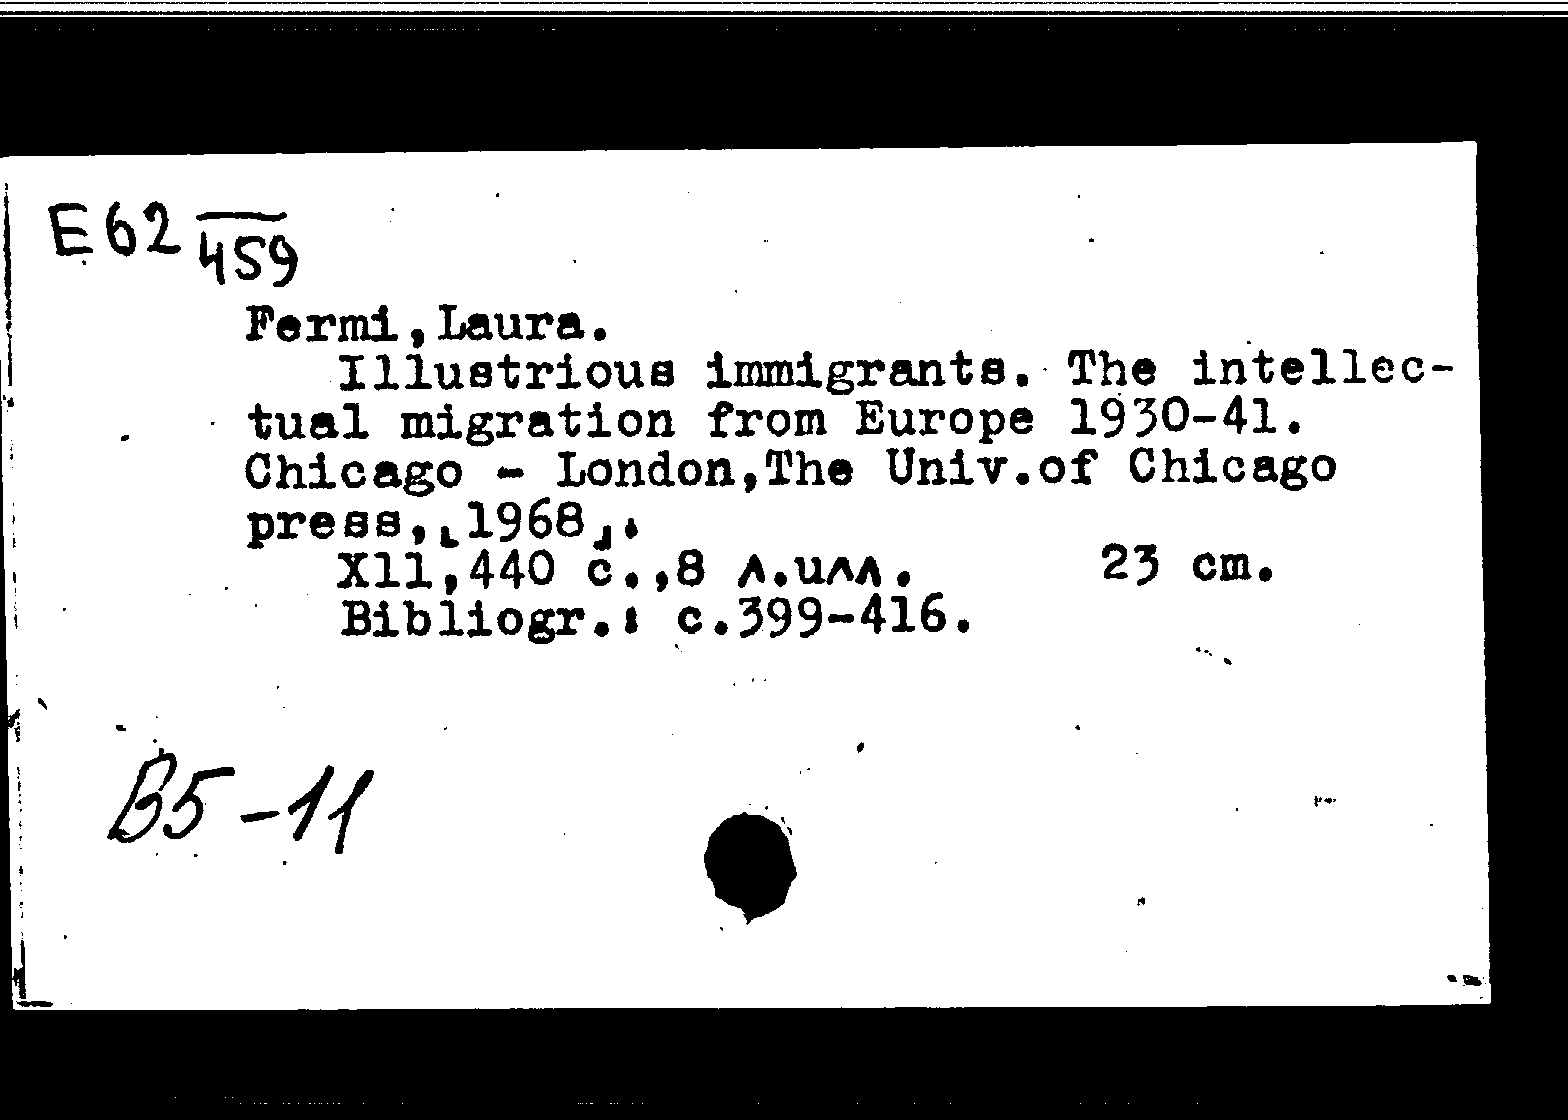 E62 459
Fermi,Laura.
Illustrious immigrants. The intellec-
tual migration from Europe 1930-41.
Chicago - London,The Univ.of Chicago
press,[1968].
X11,440 с.,8 л.илл. 23 cm.
Bibliogr.: c.399-416.
B5-11